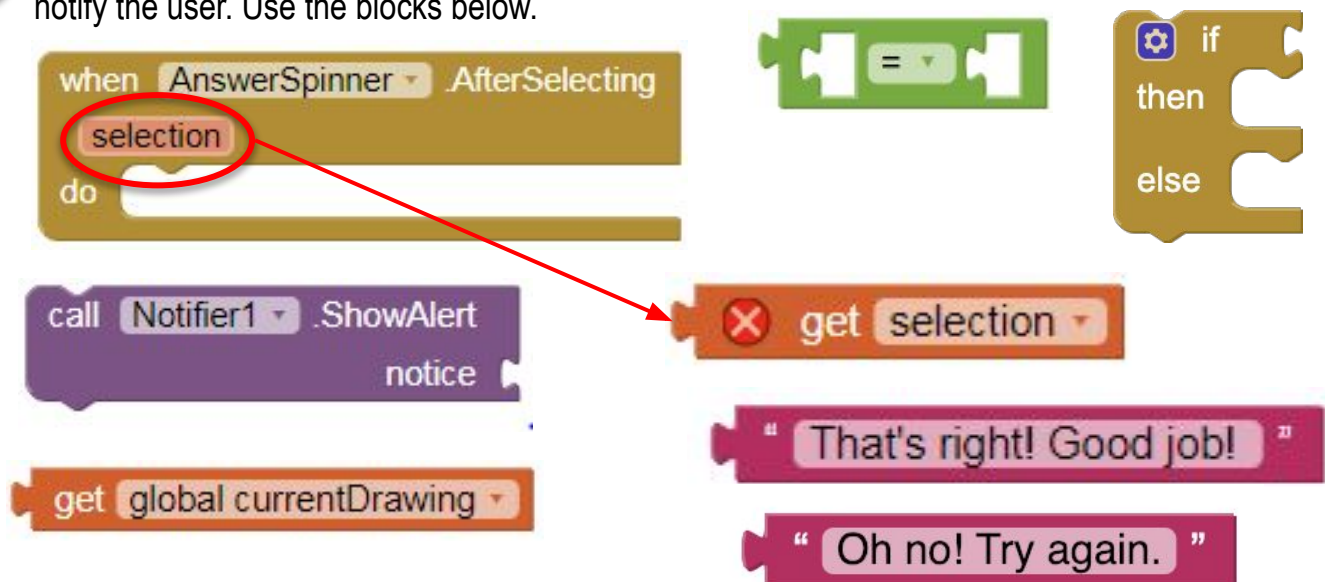 notify the user. Use the blocks below.
when AnswerSpinner .AfterSelecting
selection
do
=
if
then
else
call Notifier1 .ShowAlert
notice
get selection
get global currentDrawing
“ That's right! Good job! ”
“ Oh no! Try again. ”